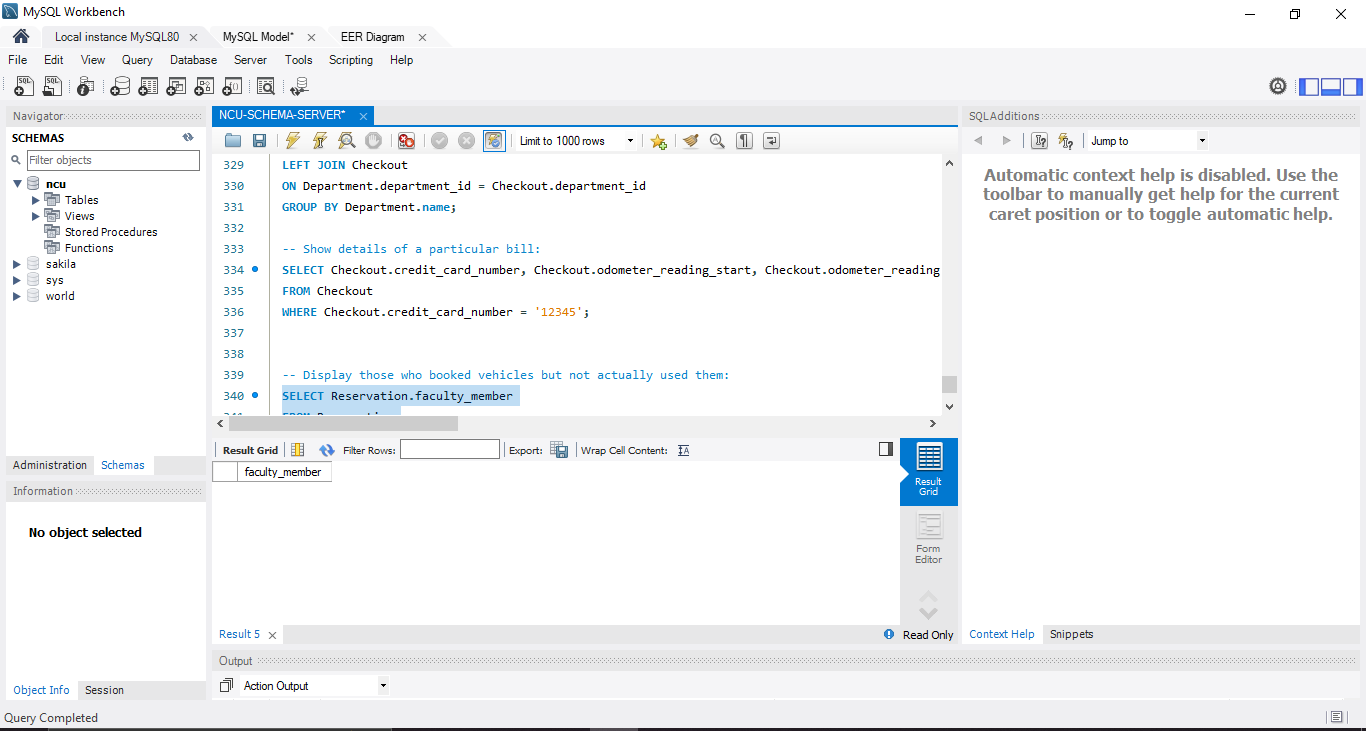 MySQL Workbench
Local instance MySQL80 MySQL Model* EER Diagram
File Edit View Query Database Server Tools Scripting Help
Navigator
SCHEMAS
Filter objects
ncu
Tables
Views
Stored Procedures
Functions
sakila
sys
world
Administration Schemas
Information
No object selected
Object Info Session
NCU-SCHEMA-SERVER*
Limit to 1000 rows
329 LEFT JOIN Checkout
330 ON Department.department_id = Checkout.department_id
331 GROUP BY Department.name;
332
333 -- Show details of a particular bill:
334 SELECT Checkout.credit_card_number, Checkout.odometer_reading_start, Checkout.odometer_reading
335 FROM Checkout
336 WHERE Checkout.credit_card_number = '12345';
337
338
339 -- Display those who booked vehicles but not actually used them:
340 SELECT Reservation.faculty_member
341 FROM Reservation
Result Grid Filter Rows: Export: Wrap Cell Content:
faculty_member
Result Grid
Form Editor
Result 5 Read Only
Output
Action Output
SQLAdditions
Jump to
Automatic context help is disabled. Use the
toolbar to manually get help for the current
caret position or to toggle automatic help.
Context Help Snippets
Query Completed